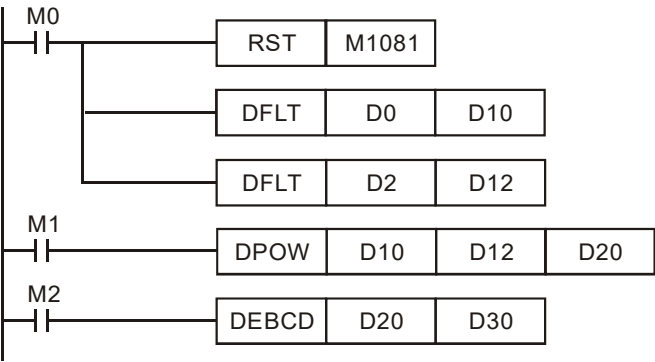 M0
RST M1081
DFLT D0 D10
DFLT D2 D12
M1
DPOW D10 D12 D20
M2
DEBCD D20 D30